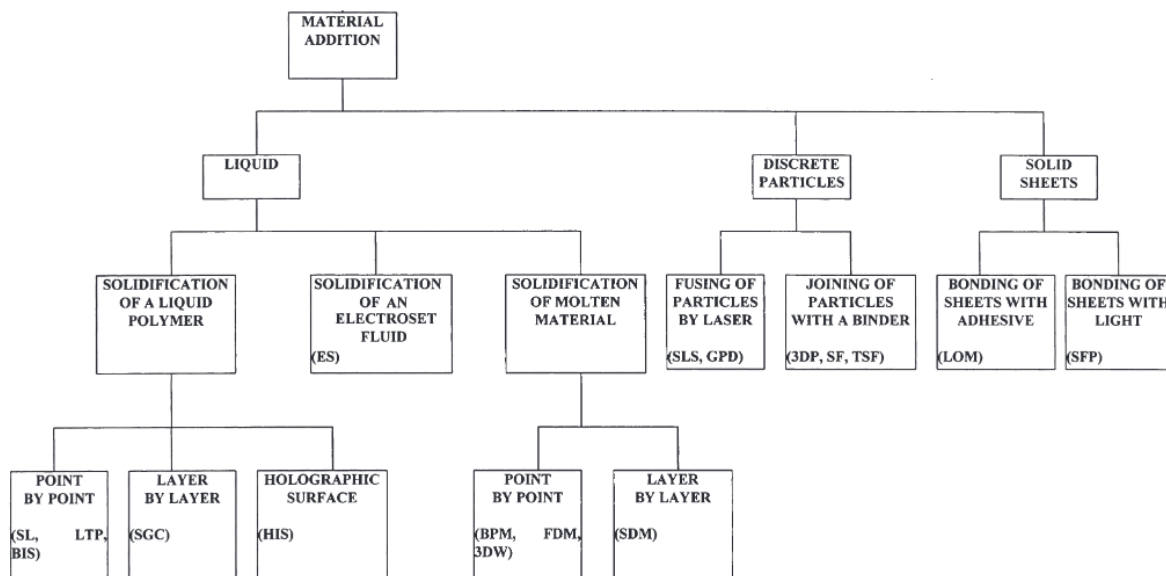 MATERIAL
ADDITION
LIQUID
DISCRETE
PARTICLES
SOLID
SHEETS
SOLIDIFICATION
OF A LIQUID
POLYMER
SOLIDIFICATION
OF AN
ELECTROSET
FLUID
(ES)
SOLIDIFICATION
OF MOLTEN
MATERIAL
FUSING OF
PARTICLES
BY LASER
(SLS, GPD)
JOINING OF
PARTICLES
WITH A BINDER
(3DP, SF, TSF)
BONDING OF
SHEETS WITH
ADHESIVE
(LOM)
BONDING OF
SHEETS WITH
LIGHT
(SFP)
POINT
BY POINT
(SL, LTP,
BIS)
LAYER
BY LAYER
(SGC)
HOLOGRAPHIC
SURFACE
(HIS)
POINT
BY POINT
(BPM, FDM,
3DW)
LAYER
BY LAYER
(SDM)